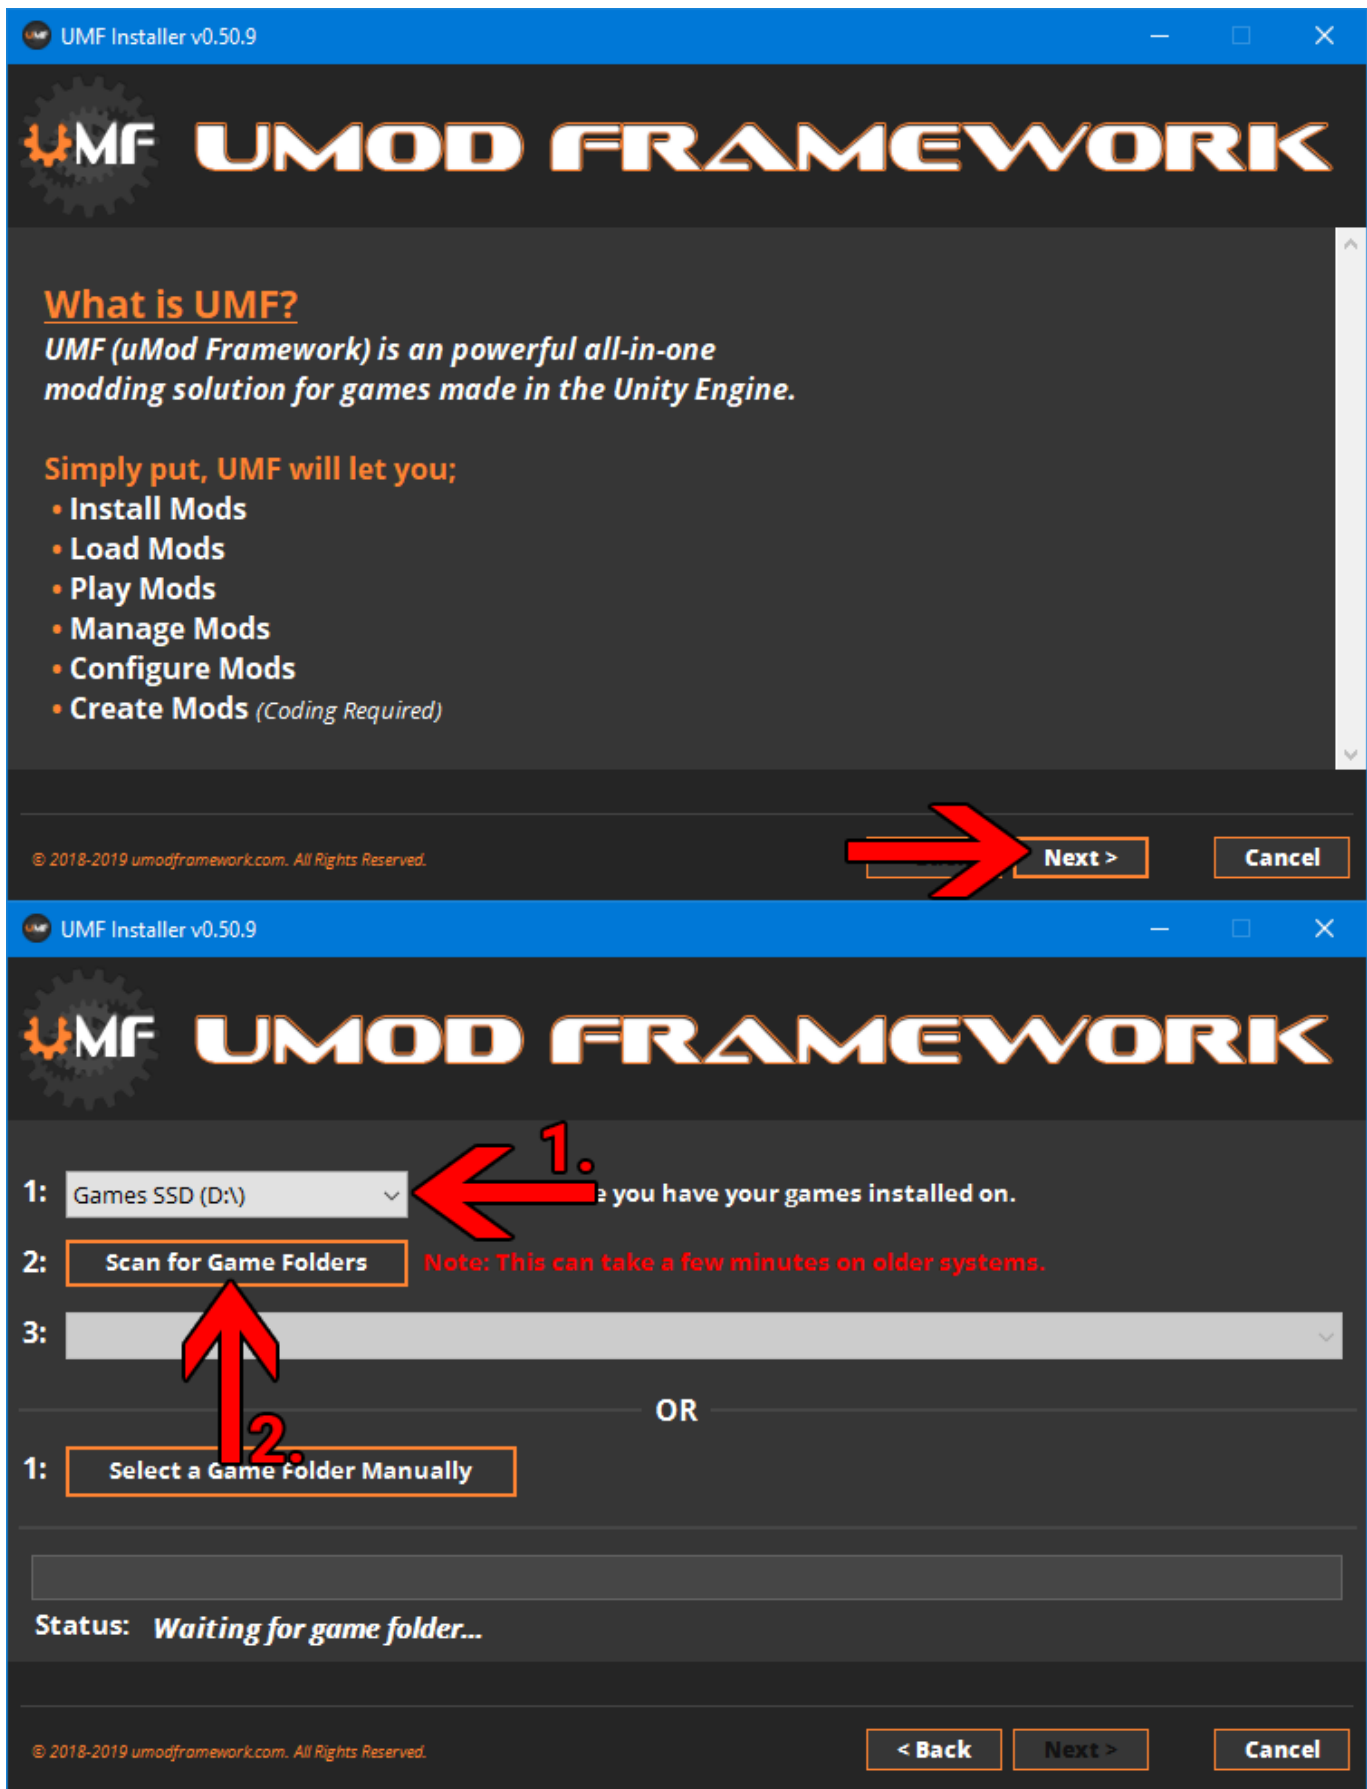 UMF Installer v0.50.9
UMF UMOD FRAMEWORK
What is UMF?
UMF (uMod Framework) is an powerful all-in-one
modding solution for games made in the Unity Engine.
Simply put, UMF will let you;
• Install Mods
• Load Mods
• Play Mods
• Manage Mods
• Configure Mods
• Create Mods (Coding Required)
© 2018-2019 umodframework.com. All Rights Reserved.
Next >
Cancel
UMF Installer v0.50.9
UMF UMOD FRAMEWORK
1.
1: Games SSD (D:\) you have your games installed on.
2: Scan for Game Folders Note: This can take a few minutes on older systems.
3:
OR
2.
1: Select a Game Folder Manually
Status: Waiting for game folder...
© 2018-2019 umodframework.com. All Rights Reserved.
< Back
Next >
Cancel